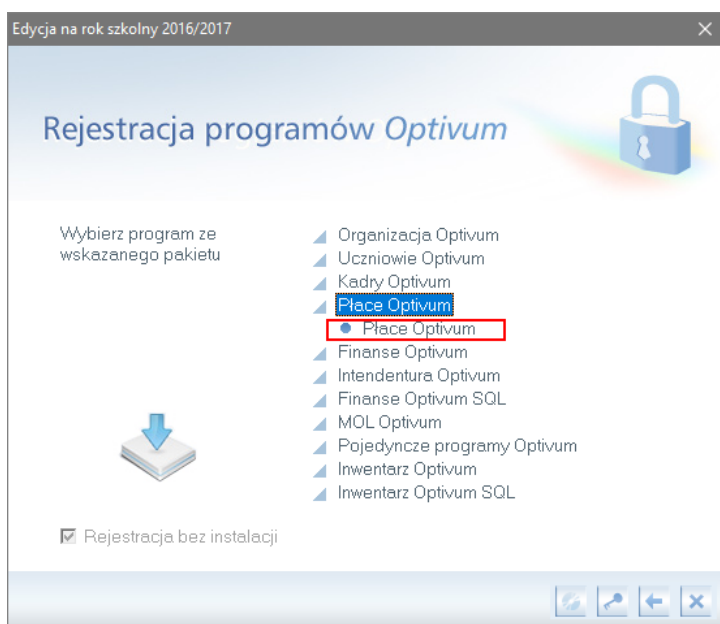 Edycja na rok szkolny 2016/2017
Rejestracja programów Optivum
Wybierz program ze
wskazanego pakietu
Organizacja Optivum
Uczniowie Optivum
Kadry Optivum
Płace Optivum
Płace Optivum
Finanse Optivum
Intendentura Optivum
Finanse Optivum SQL
MOL Optivum
Pojedyncze programy Optivum
Inwentarz Optivum
Inwentarz Optivum SQL
Rejestracja bez instalacji